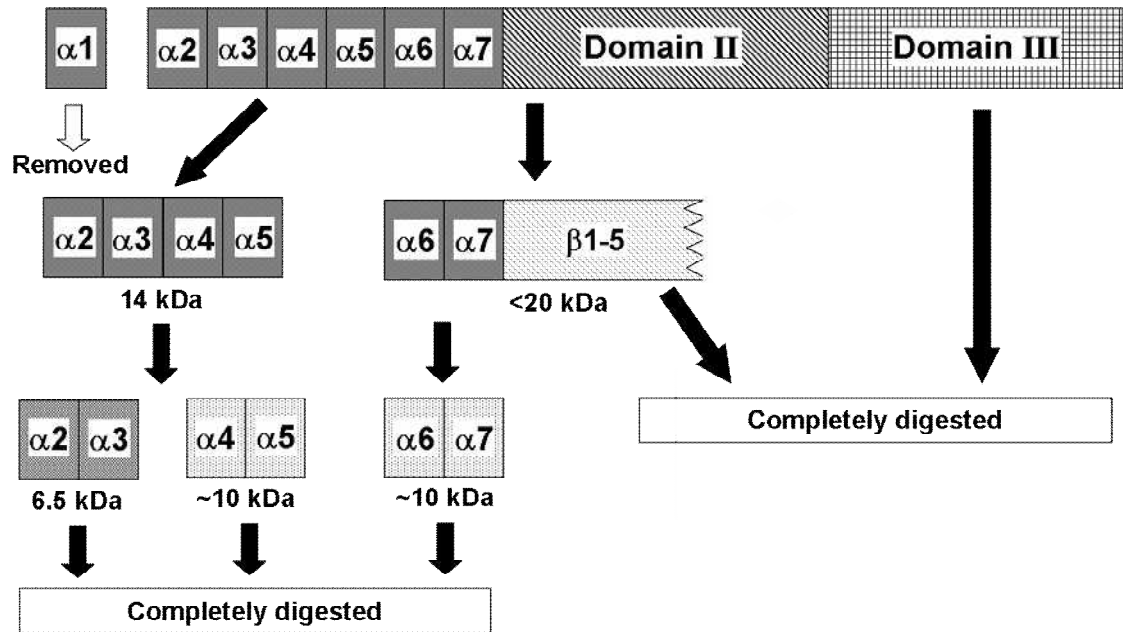 α1 α2 α3 α4 α5 α6 α7 Domain II Domain III
Removed
α2 α3 α4 α5 α6 α7 β1-5
14 kDa <20 kDa
α2 α3 α4 α5 α6 α7 Completely digested
6.5 kDa ~10 kDa ~10 kDa
Completely digested